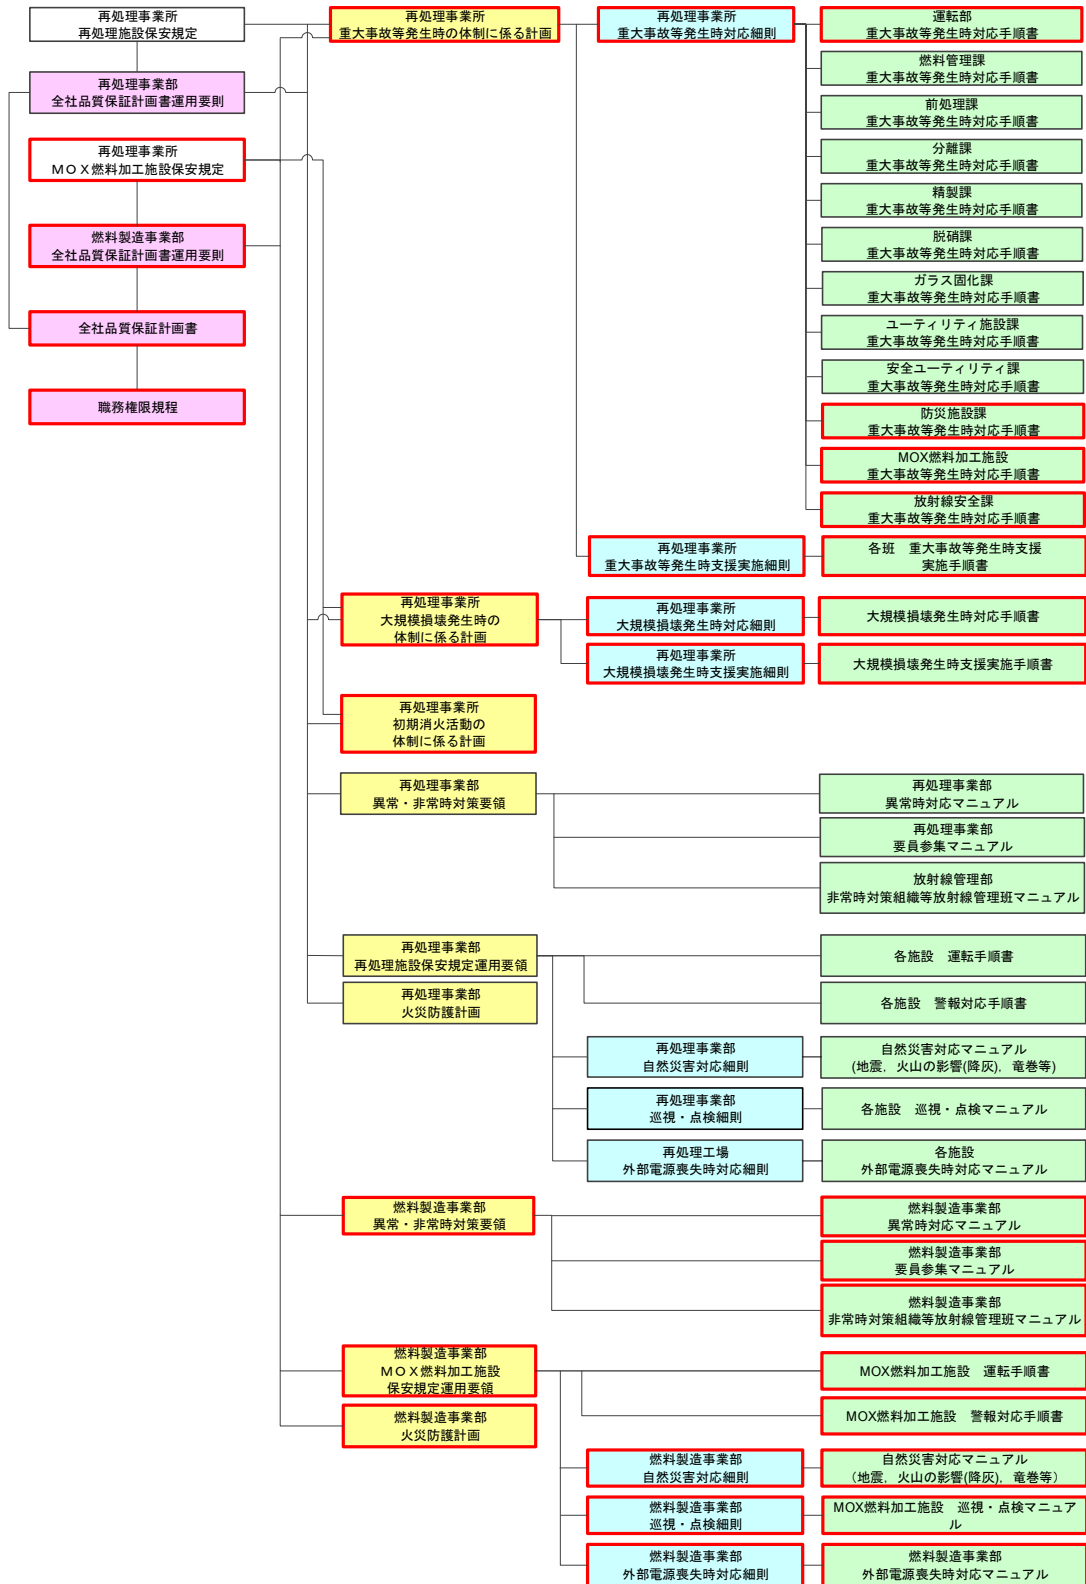 再処理事業所
再処理施設保安規定
再処理事業部
全社品質保証計画書運用要則
再処理事業所
ＭＯＸ燃料加工施設保安規定
燃料製造事業部
全社品質保証計画書運用要則
全社品質保証計画書
職務権限規程
再処理事業所
重大事故等発生時の体制に係る計画
再処理事業所
重大事故等発生時対応細則
運転部
重大事故等発生時対応手順書
燃料管理課
重大事故等発生時対応手順書
前処理課
重大事故等発生時対応手順書
分離課
重大事故等発生時対応手順書
精製課
重大事故等発生時対応手順書
脱硝課
重大事故等発生時対応手順書
ガラス固化課
重大事故等発生時対応手順書
ユーティリティ施設課
重大事故等発生時対応手順書
安全ユーティリティ課
重大事故等発生時対応手順書
防災施設課
重大事故等発生時対応手順書
MOX燃料加工施設
重大事故等発生時対応手順書
放射線安全課
重大事故等発生時対応手順書
再処理事業所
重大事故等発生時支援実施細則
各班　重大事故等発生時支援
実施手順書
再処理事業所
大規模損壊発生時の
体制に係る計画
再処理事業所
大規模損壊発生時対応細則
大規模損壊発生時対応手順書
再処理事業所
大規模損壊発生時支援実施細則
大規模損壊発生時支援実施手順書
再処理事業所
初期消火活動の
体制に係る計画
再処理事業部
異常・非常時対策要領
再処理事業部
異常時対応マニュアル
再処理事業部
要員参集マニュアル
放射線管理部
非常時対策組織等放射線管理班マニュアル
再処理事業部
再処理施設保安規定運用要領
各施設　運転手順書
再処理事業部
火災防護計画
各施設　警報対応手順書
再処理事業部
自然災害対応細則
自然災害対応マニュアル
(地震，火山の影響(降灰)，竜巻等)
再処理事業部
巡視・点検細則
各施設　巡視・点検マニュアル
再処理工場
外部電源喪失時対応細則
各施設
外部電源喪失時対応マニュアル
燃料製造事業部
異常・非常時対策要領
燃料製造事業部
異常時対応マニュアル
燃料製造事業部
要員参集マニュアル
燃料製造事業部
非常時対策組織等放射線管理班マニュアル
燃料製造事業部
ＭＯＸ燃料加工施設
保安規定運用要領
MOX燃料加工施設　運転手順書
燃料製造事業部
火災防護計画
MOX燃料加工施設　警報対応手順書
燃料製造事業部
自然災害対応細則
自然災害対応マニュアル
（地震，火山の影響(降灰)，竜巻等）
燃料製造事業部
巡視・点検細則
MOX燃料加工施設　巡視・点検マニュア
ル
燃料製造事業部
外部電源喪失時対応細則
燃料製造事業部
外部電源喪失時対応マニュアル